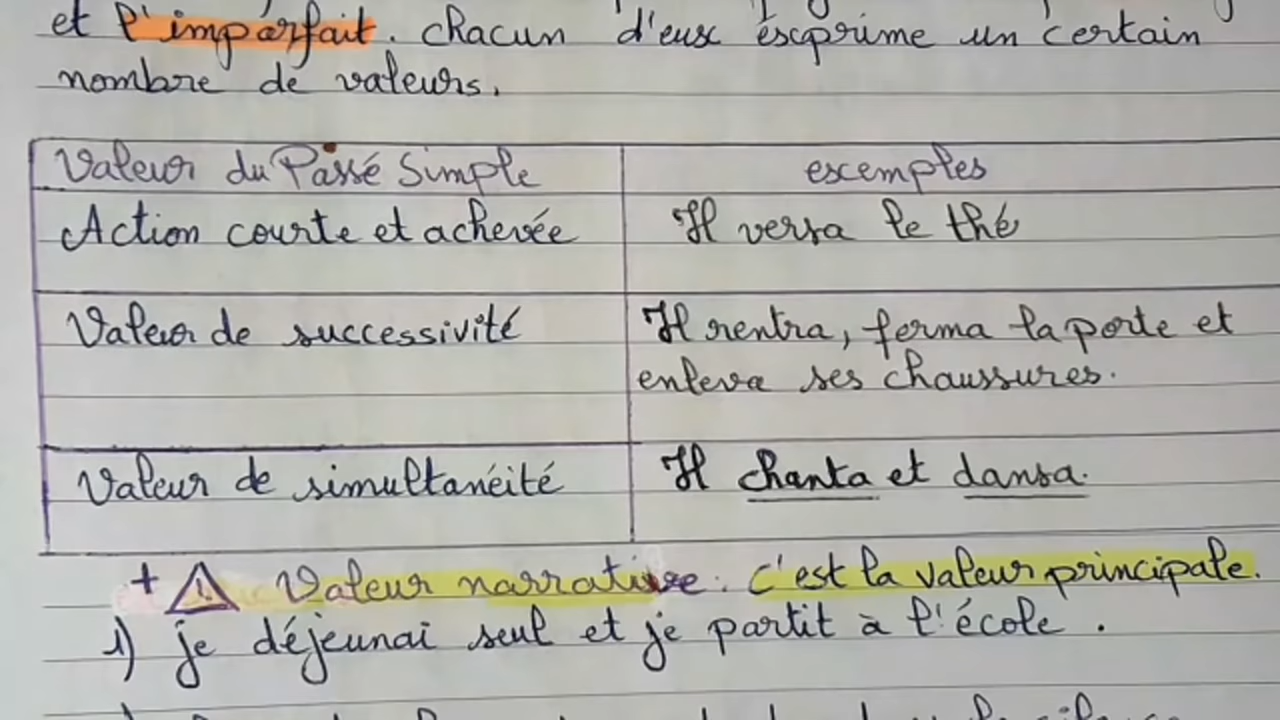 et l'imparfait. chacun d'eux exprime un certain
nombre de valeurs.
Valeur du Passé Simple exemples
Action courte et achevée Il versa le thé
Valeur de successivité Il rentra, ferma la porte et
enleva ses chaussures.
Valeur de simultanéité Il chanta et dansa.
+ ⚠ Valeur narrative : c'est la valeur principale.
1) je déjeunai seul et je partit à l'école.